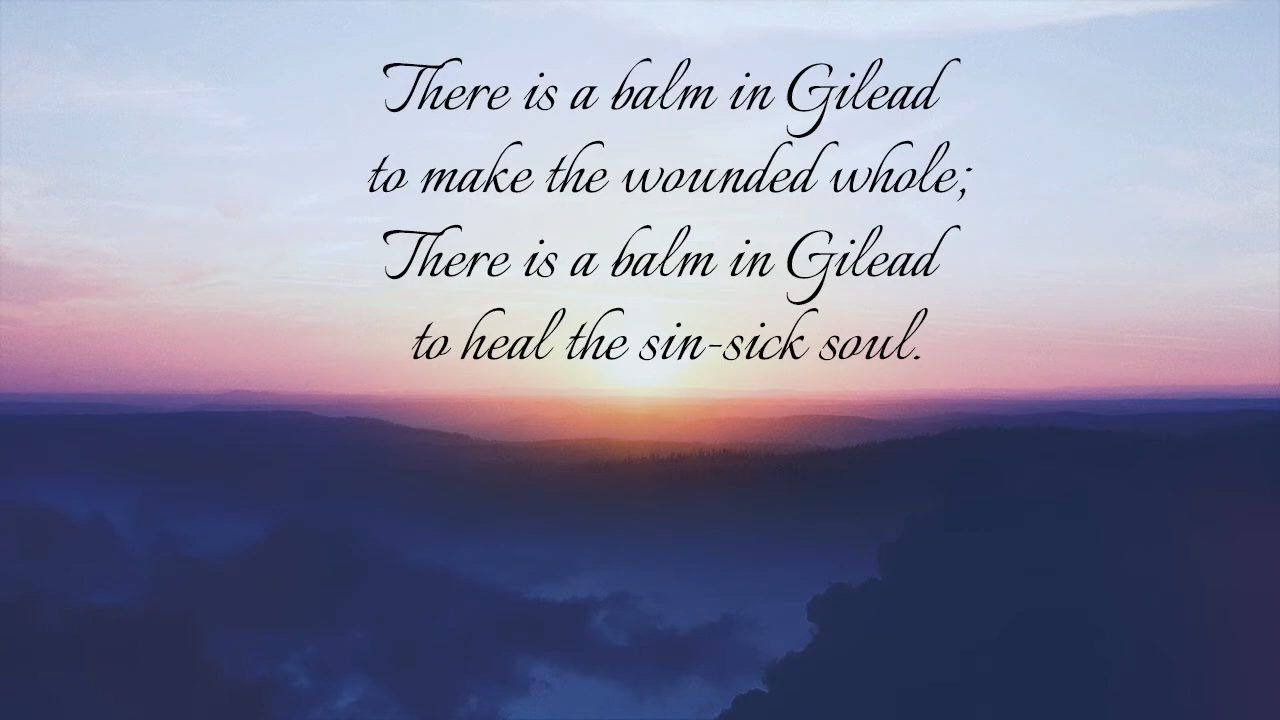 There is a balm in Gilead
to make the wounded whole;
There is a balm in Gilead
to heal the sin-sick soul.